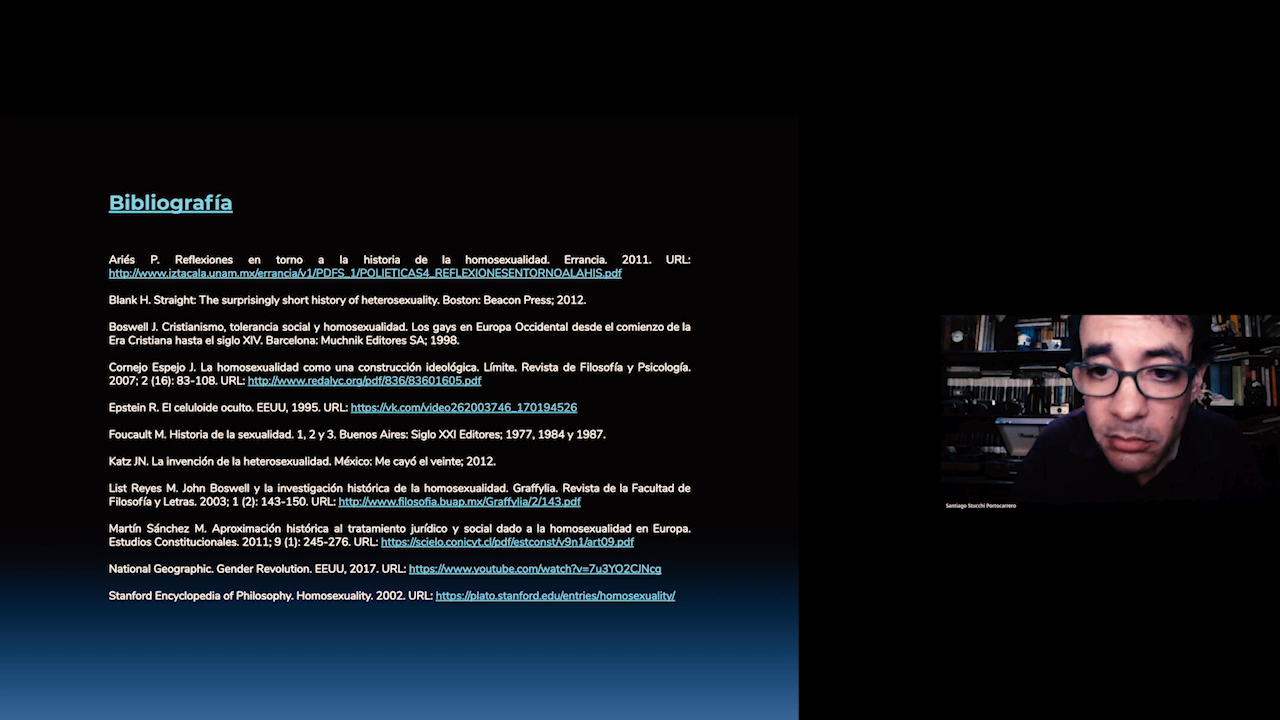 Bibliografía
Ariés P. Reflexiones en torno a la historia de la homosexualidad. Errancia. 2011. URL:
http://www.iztacala.unam.mx/errancia/v1/PDFS_1/POLIETICAS4_REFLEXIONESENTORNOALAHIS.pdf
Blank H. Straight: The surprisingly short history of heterosexuality. Boston: Beacon Press; 2012.
Boswell J. Cristianismo, tolerancia social y homosexualidad. Los gays en Europa Occidental desde el comienzo de la
Era Cristiana hasta el siglo XIV. Barcelona: Muchnik Editores SA; 1998.
Cornejo Espejo J. La homosexualidad como una construcción ideológica. Límite. Revista de Filosofía y Psicología.
2007; 2 (16): 83-108. URL: http://www.redalyc.org/pdf/836/83601605.pdf
Epstein R. El celuloide oculto. EEUU, 1995. URL: https://vk.com/video262003746_170194526
Foucault M. Historia de la sexualidad. 1, 2 y 3. Buenos Aires: Siglo XXI Editores; 1977, 1984 y 1987.
Katz JN. La invención de la heterosexualidad. México: Me cayó el veinte; 2012.
List Reyes M. John Boswell y la investigación histórica de la homosexualidad. Graffylia. Revista de la Facultad de
Filosofía y Letras. 2003; 1 (2): 143-150. URL: http://www.filosofia.buap.mx/Graffylia/2/143.pdf
Martín Sánchez M. Aproximación histórica al tratamiento jurídico y social dado a la homosexualidad en Europa.
Estudios Constitucionales. 2011; 9 (1): 245-276. URL: https://scielo.conicyt.cl/pdf/estconst/v9n1/art09.pdf
National Geographic. Gender Revolution. EEUU, 2017. URL: https://www.youtube.com/watch?v=7u3YO2CJNcg
Stanford Encyclopedia of Philosophy. Homosexuality. 2002. URL: https://plato.stanford.edu/entries/homosexuality/
Santiago Stucchi Portocarrero